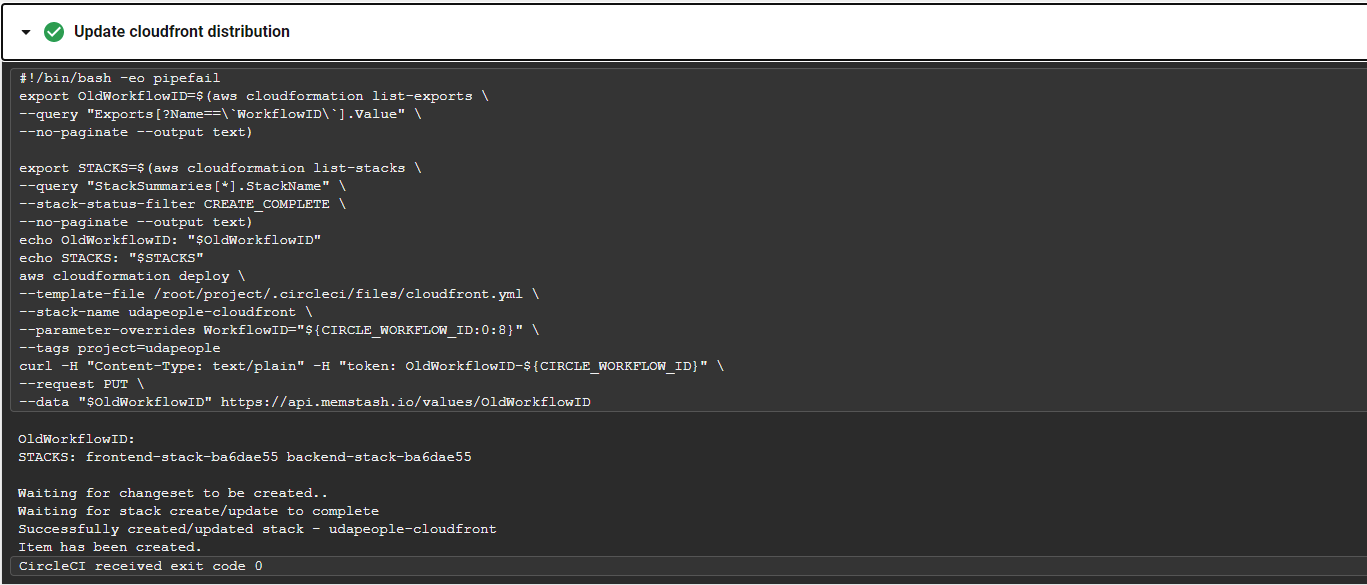 Update cloudfront distribution
#!/bin/bash -eo pipefail
export OldWorkflowID=$(aws cloudformation list-exports \
--query "Exports[?Name==\`WorkflowID\`].Value" \
--no-paginate --output text)
export STACKS=$(aws cloudformation list-stacks \
--query "StackSummaries[*].StackName" \
--stack-status-filter CREATE_COMPLETE \
--no-paginate --output text)
echo OldWorkflowID: "$OldWorkflowID"
echo STACKS: "$STACKS"
aws cloudformation deploy \
--template-file /root/project/.circleci/files/cloudfront.yml \
--stack-name udapeople-cloudfront \
--parameter-overrides WorkflowID="${CIRCLE_WORKFLOW_ID:0:8}" \
--tags project=udapeople
curl -H "Content-Type: text/plain" -H "token: OldWorkflowID-${CIRCLE_WORKFLOW_ID}" \
--request PUT \
--data "$OldWorkflowID" https://api.memstash.io/values/OldWorkflowID
OldWorkflowID:
STACKS: frontend-stack-ba6dae55 backend-stack-ba6dae55
Waiting for changeset to be created..
Waiting for stack create/update to complete
Successfully created/updated stack - udapeople-cloudfront
Item has been created.
CircleCI received exit code 0